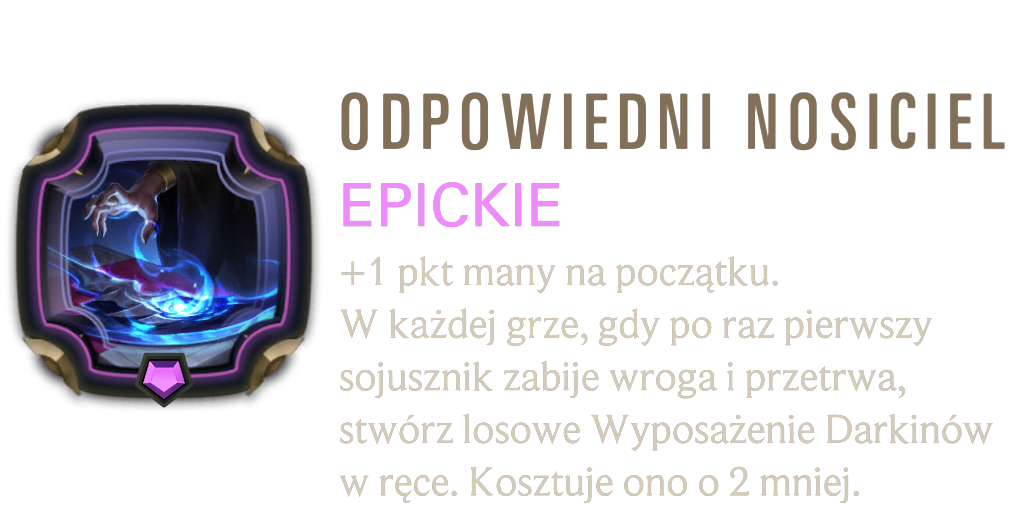 ODPOWIEDNI NOSICIEL
EPICKIE
+1 pkt many na początku.
W każdej grze, gdy po raz pierwszy
sojusznik zabije wroga i przetrwa,
stwórz losowe Wyposażenie Darkinów
w ręce. Kosztuje ono o 2 mniej.